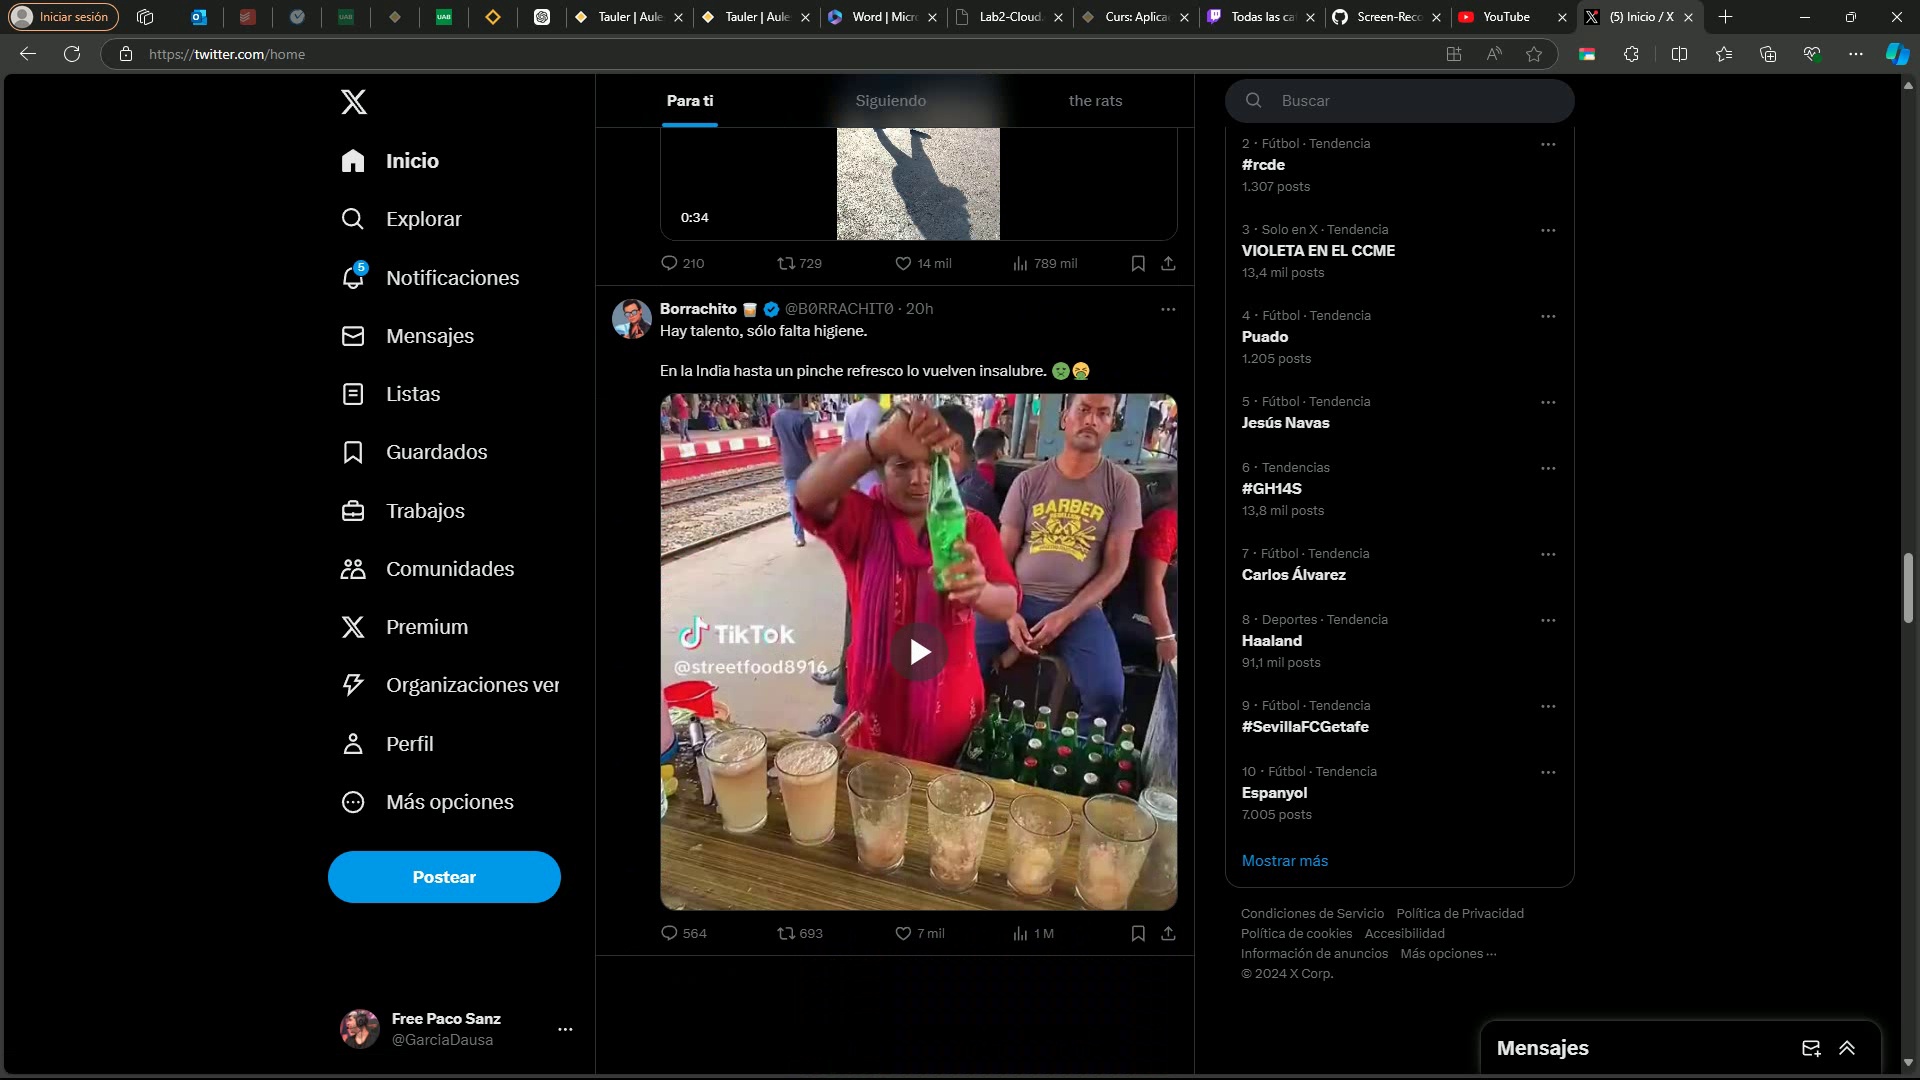 Iniciar sesión
Tauler | Aule
Tauler | Aule
Word | Micr
Lab2-Cloud
Curs: Aplica
Todas las ca
Screen-Reco
YouTube
(5) Inicio / X
https://twitter.com/home
UAB
UAB
Inicio
Explorar
5
Notificaciones
Mensajes
Listas
Guardados
Trabajos
Comunidades
Premium
Organizaciones ver
Perfil
Más opciones
Postear
Free Paco Sanz
@GarciaDausa
Para ti
Siguiendo
the rats
0:34
210
729
14 mil
789 mil
Borrachito @B0RRACHIT0 · 20h
Hay talento, sólo falta higiene.
En la India hasta un pinche refresco lo vuelven insalubre. 🤢🤮
BARBER
TikTok
@streetfood8916
564
693
7 mil
1 M
Buscar
2 · Fútbol · Tendencia
#rcde
1.307 posts
3 · Solo en X · Tendencia
VIOLETA EN EL CCME
13,4 mil posts
4 · Fútbol · Tendencia
Puado
1.205 posts
5 · Fútbol · Tendencia
Jesús Navas
6 · Tendencias
#GH14S
13,8 mil posts
7 · Fútbol · Tendencia
Carlos Álvarez
8 · Deportes · Tendencia
Haaland
91,1 mil posts
9 · Fútbol · Tendencia
#SevillaFCGetafe
10 · Fútbol · Tendencia
Espanyol
7.005 posts
Mostrar más
Condiciones de Servicio Política de Privacidad
Política de cookies Accesibilidad
Información de anuncios Más opciones ···
© 2024 X Corp.
Mensajes